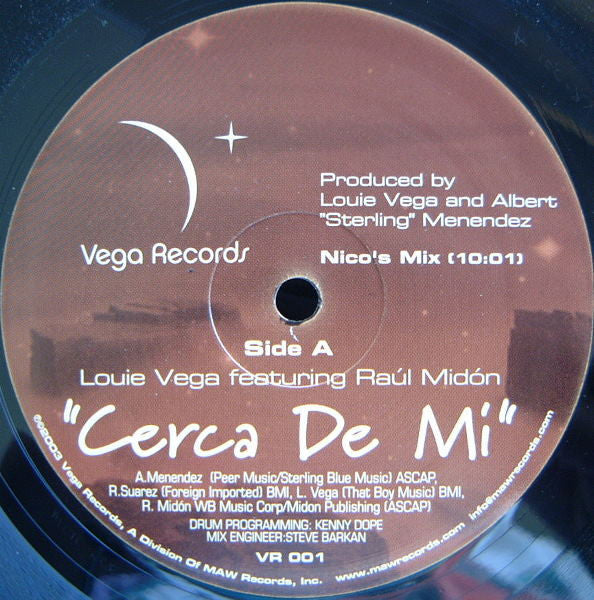 Vega Records
Produced by
Louie Vega and Albert
"Sterling" Menendez
Nico's Mix (10:01)
Side A
Louie Vega featuring Raúl Midón
"Cerca De Mi"
A.Menendez (Peer Music/Sterling Blue Music) ASCAP,
R.Suarez (Foreign Imported) BMI, L. Vega (That Boy Music) BMI,
R. Midón WB Music Corp/Midon Publishing (ASCAP)
DRUM PROGRAMMING: KENNY DOPE
MIX ENGINEER:STEVE BARKAN
VR 001
℗©2003 Vega Records, A Division Of MAW Records, Inc. www.mawrecords.com info@mawrecords.com